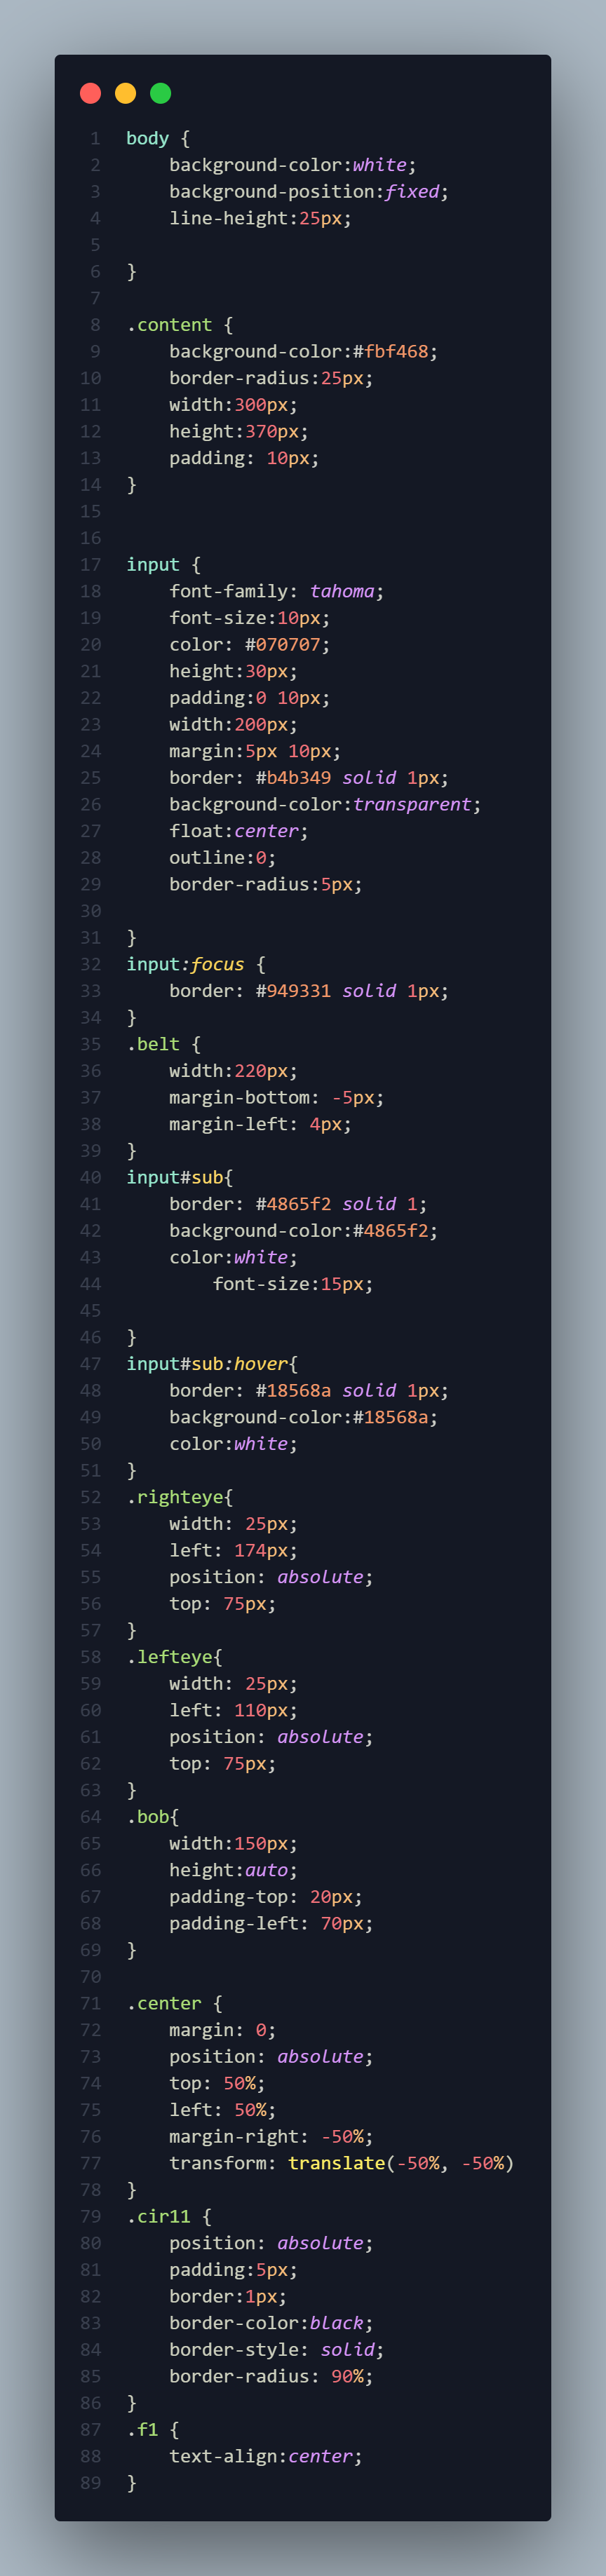 1 body {
2     background-color:white;
3     background-position:fixed;
4     line-height:25px;
5
6 }
7
8 .content {
9     background-color:#fbf468;
10     border-radius:25px;
11     width:300px;
12     height:370px;
13     padding: 10px;
14 }
15
16
17 input {
18     font-family: tahoma;
19     font-size:10px;
20     color: #070707;
21     height:30px;
22     padding:0 10px;
23     width:200px;
24     margin:5px 10px;
25     border: #b4b349 solid 1px;
26     background-color:transparent;
27     float:center;
28     outline:0;
29     border-radius:5px;
30
31 }
32 input:focus {
33     border: #949331 solid 1px;
34 }
35 .belt {
36     width:220px;
37     margin-bottom: -5px;
38     margin-left: 4px;
39 }
40 input#sub{
41     border: #4865f2 solid 1;
42     background-color:#4865f2;
43     color:white;
44         font-size:15px;
45
46 }
47 input#sub:hover{
48     border: #18568a solid 1px;
49     background-color:#18568a;
50     color:white;
51 }
52 .righteye{
53     width: 25px;
54     left: 174px;
55     position: absolute;
56     top: 75px;
57 }
58 .lefteye{
59     width: 25px;
60     left: 110px;
61     position: absolute;
62     top: 75px;
63 }
64 .bob{
65     width:150px;
66     height:auto;
67     padding-top: 20px;
68     padding-left: 70px;
69 }
70
71 .center {
72     margin: 0;
73     position: absolute;
74     top: 50%;
75     left: 50%;
76     margin-right: -50%;
77     transform: translate(-50%, -50%)
78 }
79 .cir11 {
80     position: absolute;
81     padding:5px;
82     border:1px;
83     border-color:black;
84     border-style: solid;
85     border-radius: 90%;
86 }
87 .f1 {
88     text-align:center;
89 }